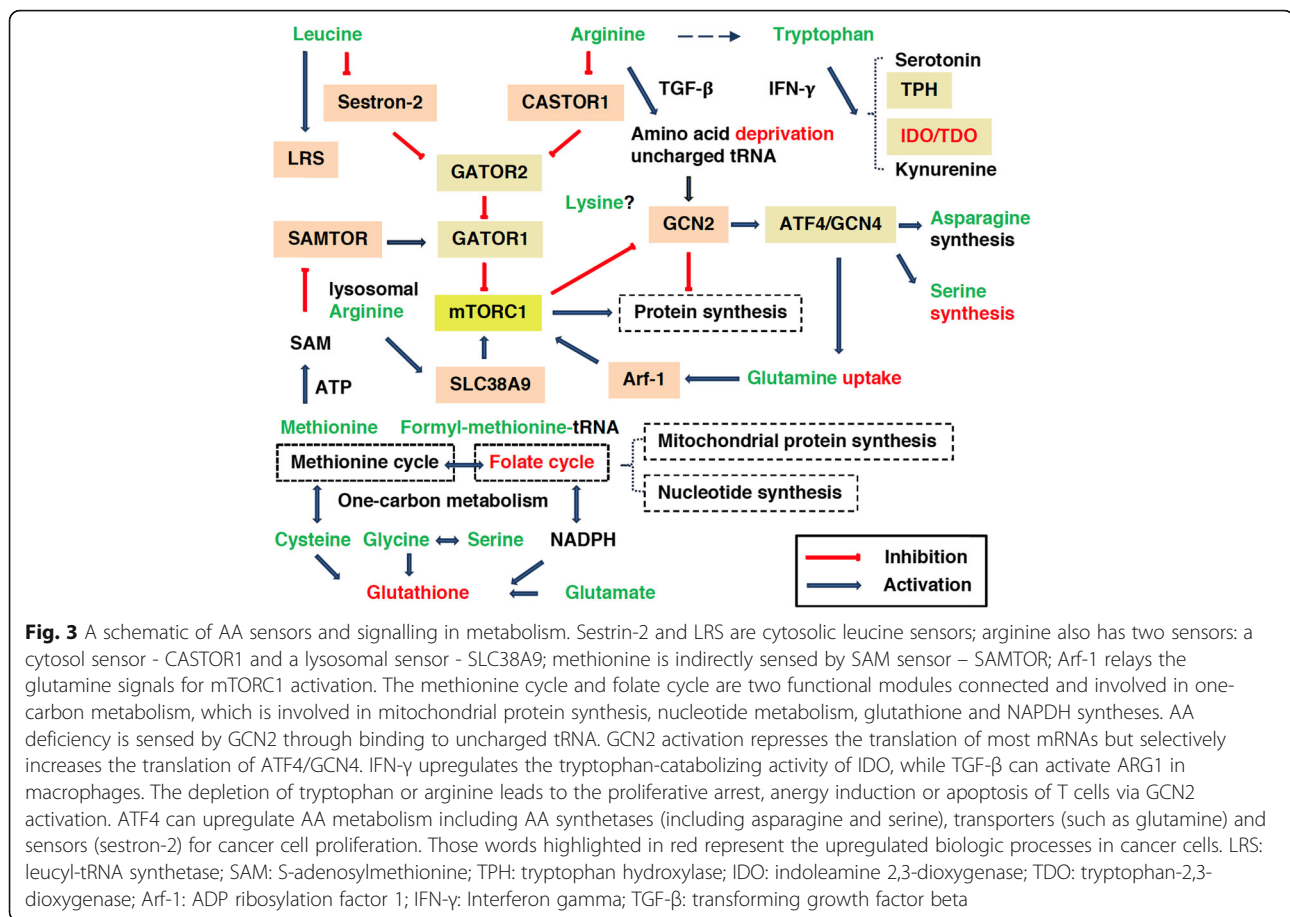 Leucine
Arginine
Tryptophan
Serotonin
TGF-β
IFN-γ
TPH
Sestron-2
CASTOR1
Amino acid deprivation
uncharged tRNA
IDO/TDO
LRS
GATOR2
Kynurenine
Lysine?
SAMTOR
GATOR1
GCN2
ATF4/GCN4
Asparagine
synthesis
lysosomal
Arginine
mTORC1
Protein synthesis
Serine
synthesis
SAM
ATP
SLC38A9
Arf-1
Glutamine uptake
Methionine
Formyl-methionine-tRNA
Methionine cycle
Folate cycle
Mitochondrial protein synthesis
One-carbon metabolism
Nucleotide synthesis
Cysteine
Glycine
Serine
NADPH
Glutathione
Glutamate
Inhibition
Activation
Fig. 3 A schematic of AA sensors and signalling in metabolism. Sestrin-2 and LRS are cytosolic leucine sensors; arginine also has two sensors: a
cytosol sensor - CASTOR1 and a lysosomal sensor - SLC38A9; methionine is indirectly sensed by SAM sensor – SAMTOR; Arf-1 relays the
glutamine signals for mTORC1 activation. The methionine cycle and folate cycle are two functional modules connected and involved in one-
carbon metabolism, which is involved in mitochondrial protein synthesis, nucleotide metabolism, glutathione and NAPDH syntheses. AA
deficiency is sensed by GCN2 through binding to uncharged tRNA. GCN2 activation represses the translation of most mRNAs but selectively
increases the translation of ATF4/GCN4. IFN-γ upregulates the tryptophan-catabolizing activity of IDO, while TGF-β can activate ARG1 in
macrophages. The depletion of tryptophan or arginine leads to the proliferative arrest, anergy induction or apoptosis of T cells via GCN2
activation. ATF4 can upregulate AA metabolism including AA synthetases (including asparagine and serine), transporters (such as glutamine) and
sensors (sestron-2) for cancer cell proliferation. Those words highlighted in red represent the upregulated biologic processes in cancer cells. LRS:
leucyl-tRNA synthetase; SAM: S-adenosylmethionine; TPH: tryptophan hydroxylase; IDO: indoleamine 2,3-dioxygenase; TDO: tryptophan-2,3-
dioxygenase; Arf-1: ADP ribosylation factor 1; IFN-γ: Interferon gamma; TGF-β: transforming growth factor beta